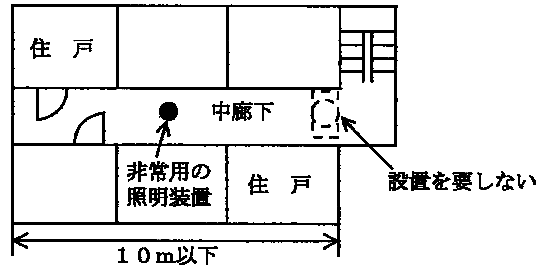 住　戸
中廊下
非常用の
照明装置
住　戸
設置を要しない
１０ｍ以下